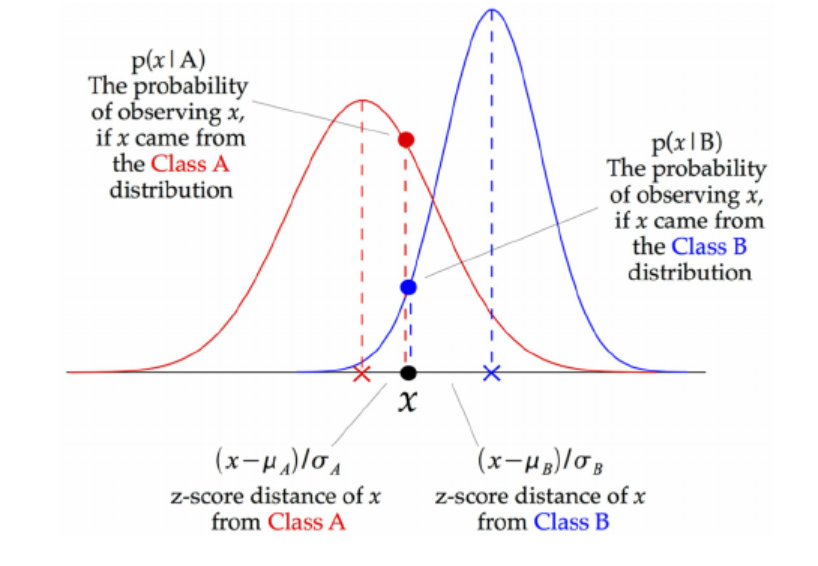 p(x | A)
The probability
of observing x,
if x came from
the Class A
distribution
p(x | B)
The probability
of observing x,
if x came from
the Class B
distribution
x
(x−μ_A)/σ_A
z-score distance of x
from Class A
(x−μ_B)/σ_B
z-score distance of x
from Class B